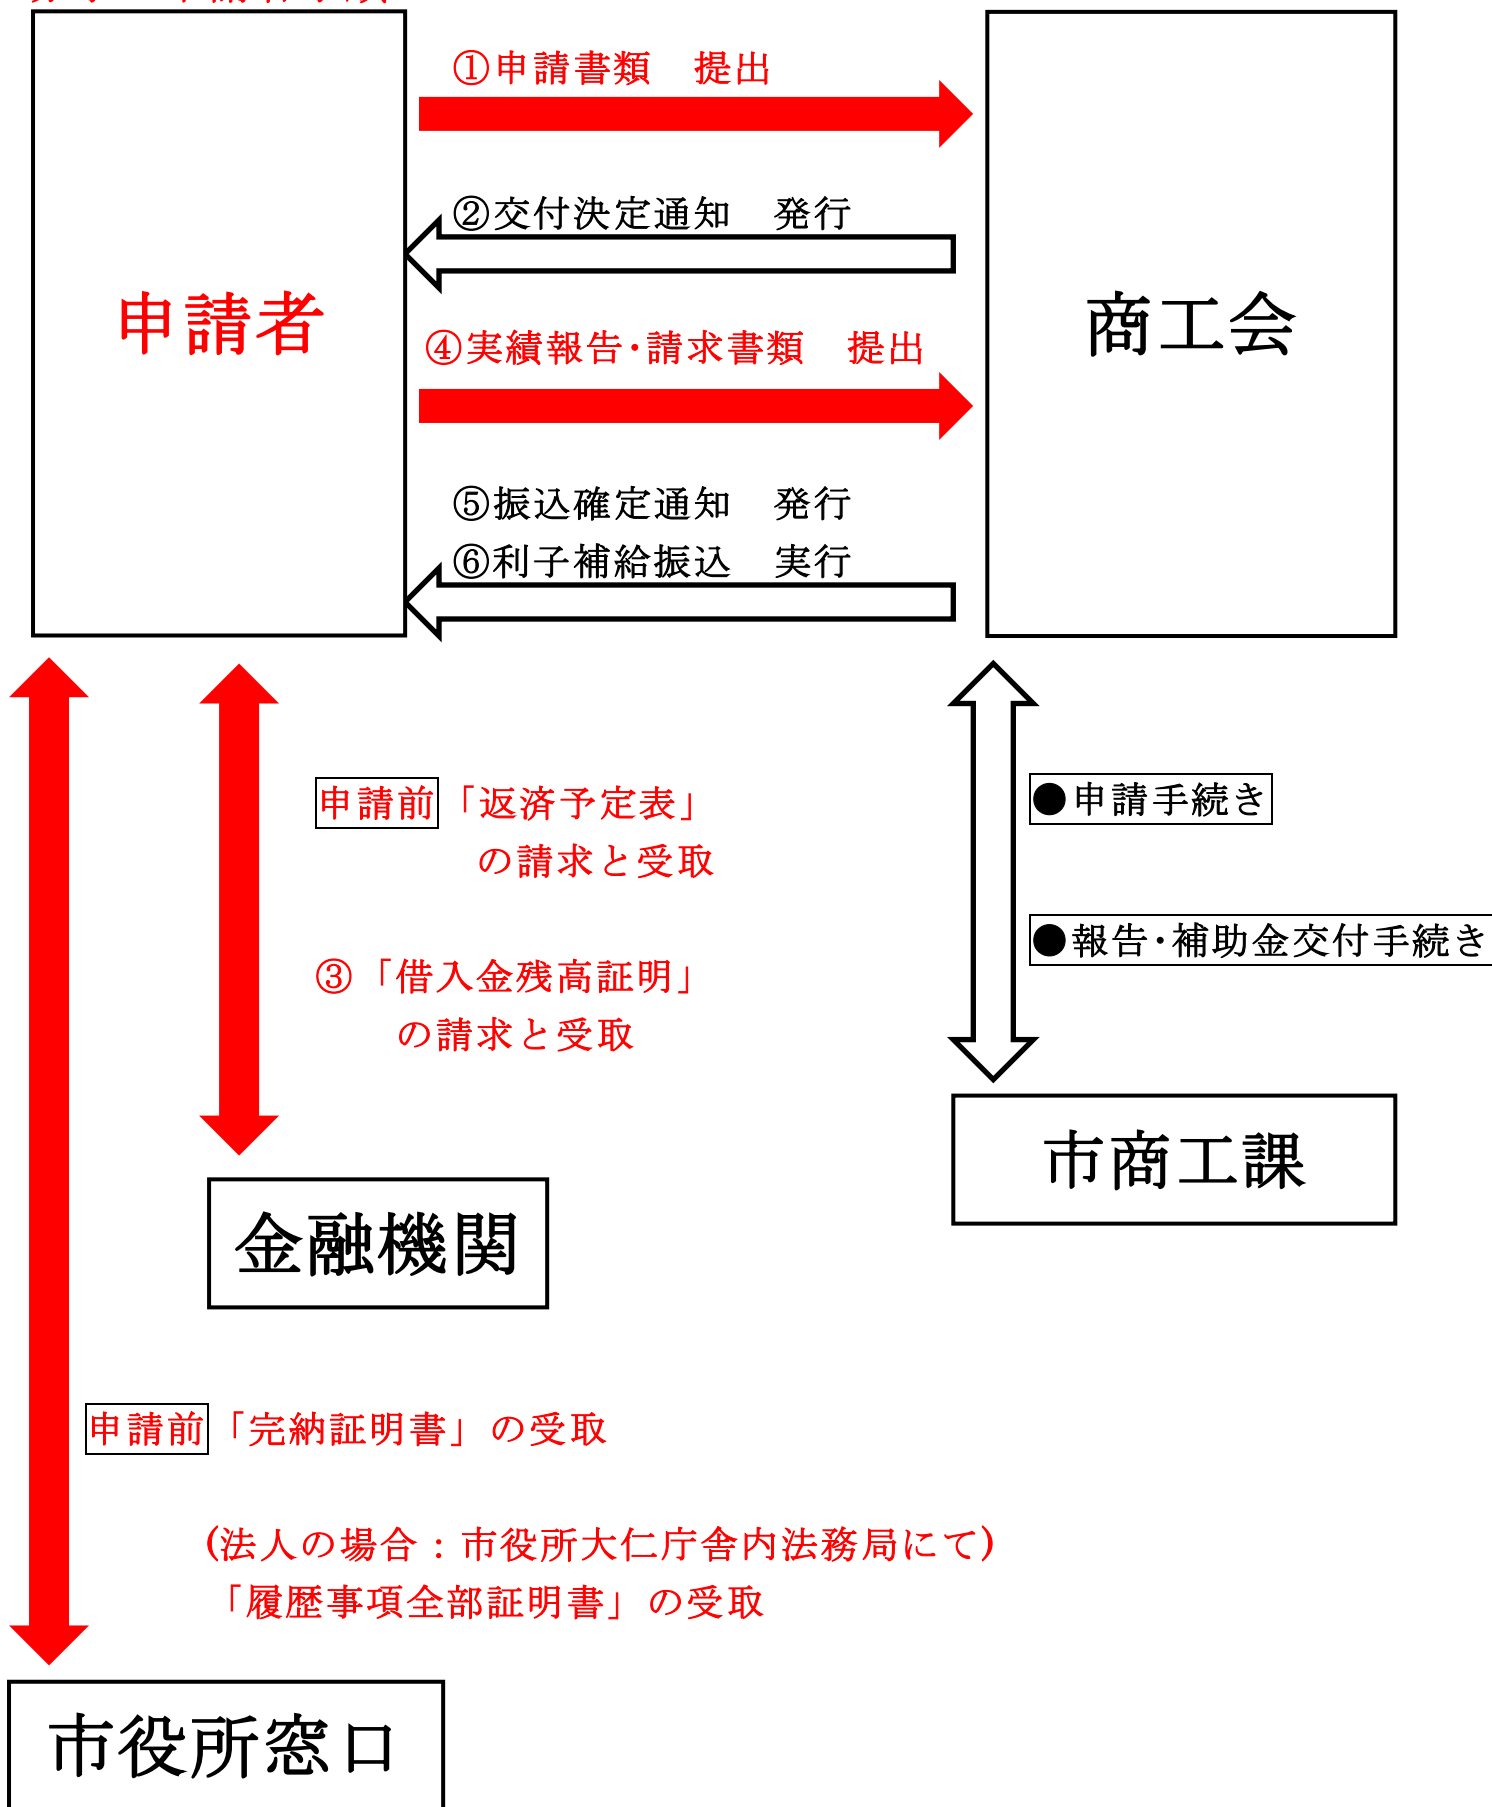 ①申請書類　提出
②交付決定通知　発行
申請者
商工会
④実績報告・請求書類　提出
⑤振込確定通知　発行
⑥利子補給振込　実行
申請前「返済予定表」
の請求と受取
●申請手続き
●報告・補助金交付手続き
③「借入金残高証明」
の請求と受取
市商工課
金融機関
申請前「完納証明書」の受取
(法人の場合：市役所大仁庁舎内法務局にて)
「履歴事項全部証明書」の受取
市役所窓口